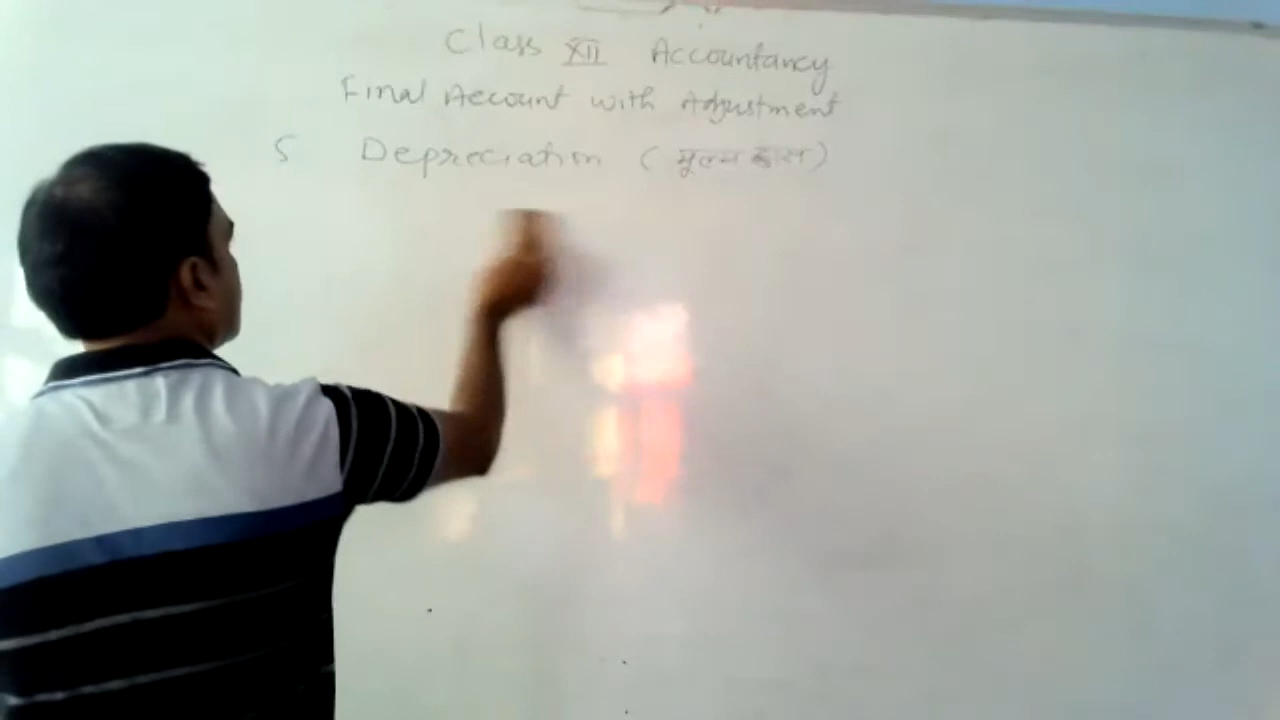 Class XII Accountancy
Final Account with Adjustment
5 Depreciation (मूल्य ह्रास)